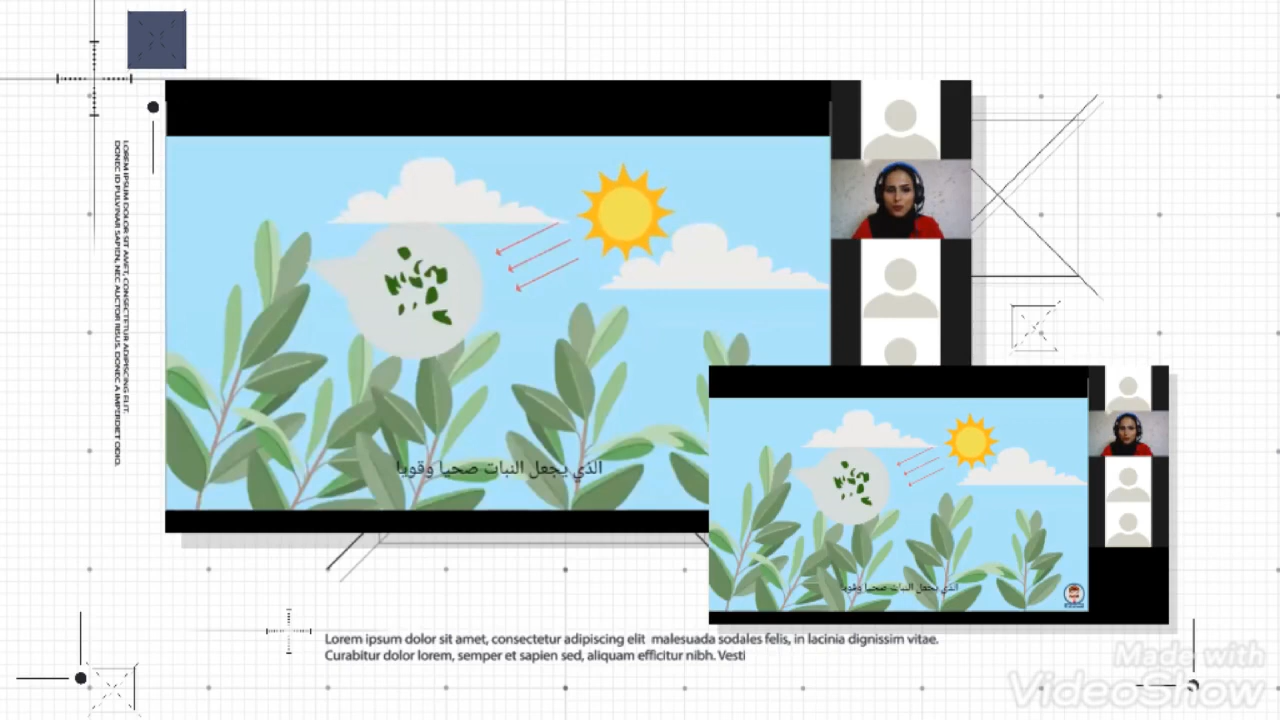 LOREM IPSUM DOLOR SIT AMET, CONSECTETUR ADIPISCING ELIT.
DONEC ID PULVINAR SAPIEN, NEC AUCTOR RISUS. DONEC A IMPERDIET ODIO.
الذي يجعل النبات صحيا وقويا
الذي يجعل النبات صحيا وقويا
Lorem ipsum dolor sit amet, consectetur adipiscing elit malesuada sodales felis, in lacinia dignissim vitae.
Curabitur dolor lorem, semper et sapien sed, aliquam efficitur nibh. Vesti
Made with
VideoShow